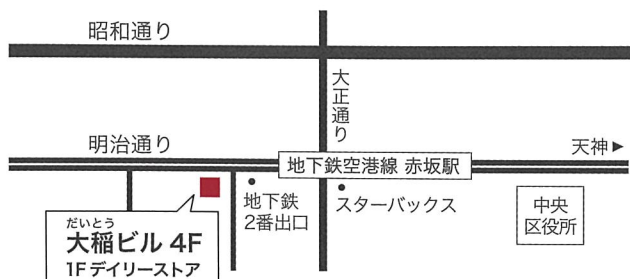 昭和通り
大正通り
明治通り
天神▶
地下鉄空港線 赤坂駅
地下鉄
2番出口
スターバックス
中央
区役所
だいとう
大稲ビル 4F
1Fデイリーストア